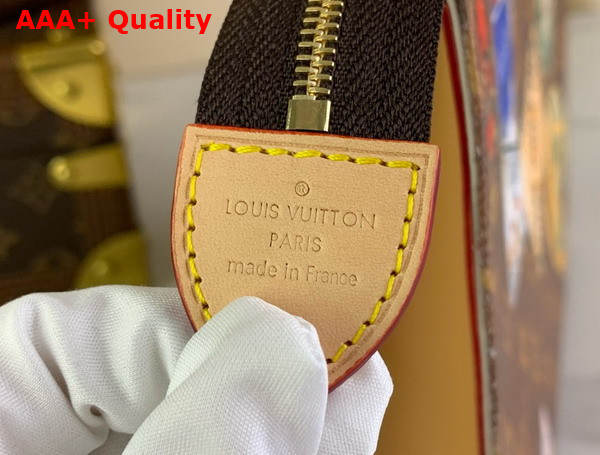 AAA+ Quality
®
LOUIS VUITTON
PARIS
made in France